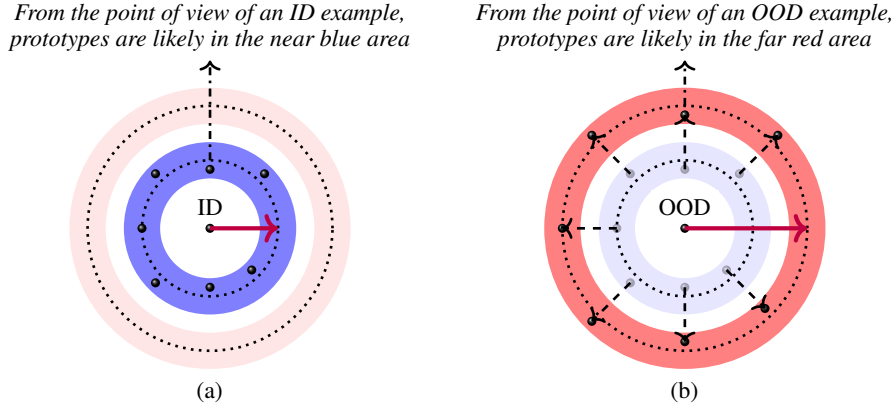 From the point of view of an ID example,
prototypes are likely in the near blue area
From the point of view of an OOD example,
prototypes are likely in the far red area
ID
OOD
(a)
(b)